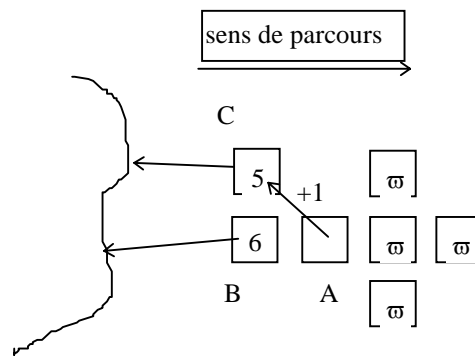 sens de parcours
C
5 ϖ
+1
6 ϖ ϖ
B A
ϖ